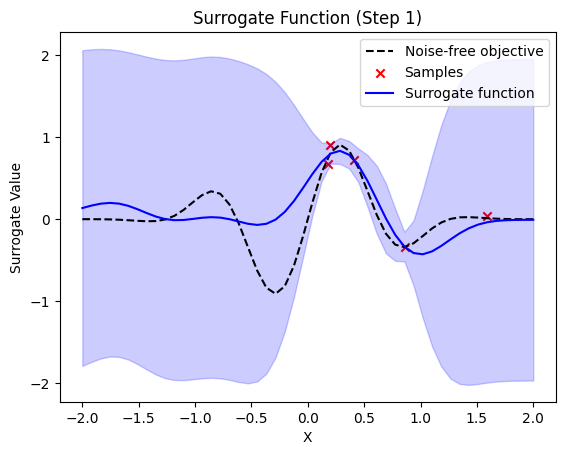 Surrogate Function (Step 1)
Noise-free objective
Samples
Surrogate function
Surrogate Value
2
1
0
−1
−2
−2.0 −1.5 −1.0 −0.5 0.0 0.5 1.0 1.5 2.0
X